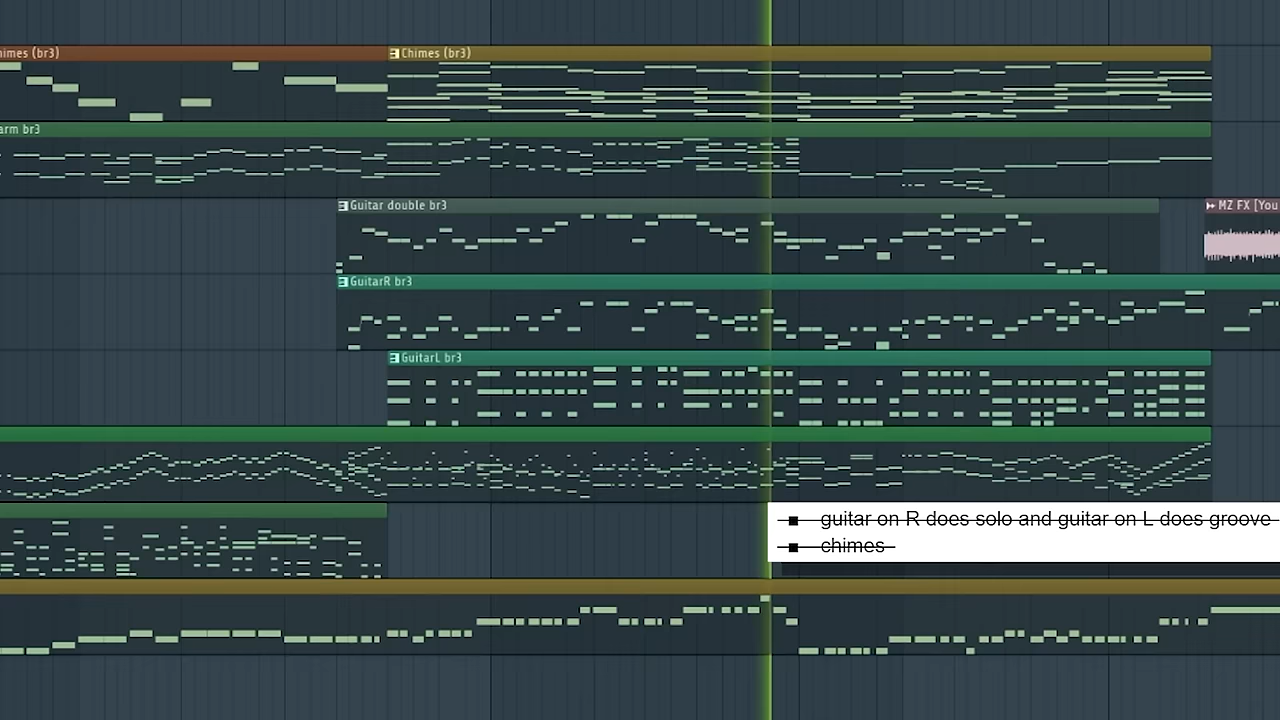 himes (br3)
Chimes (br3)
arm br3
Guitar double br3
MZ FX [You
GuitarR br3
GuitarL br3
guitar on R does solo and guitar on L does groove
chimes